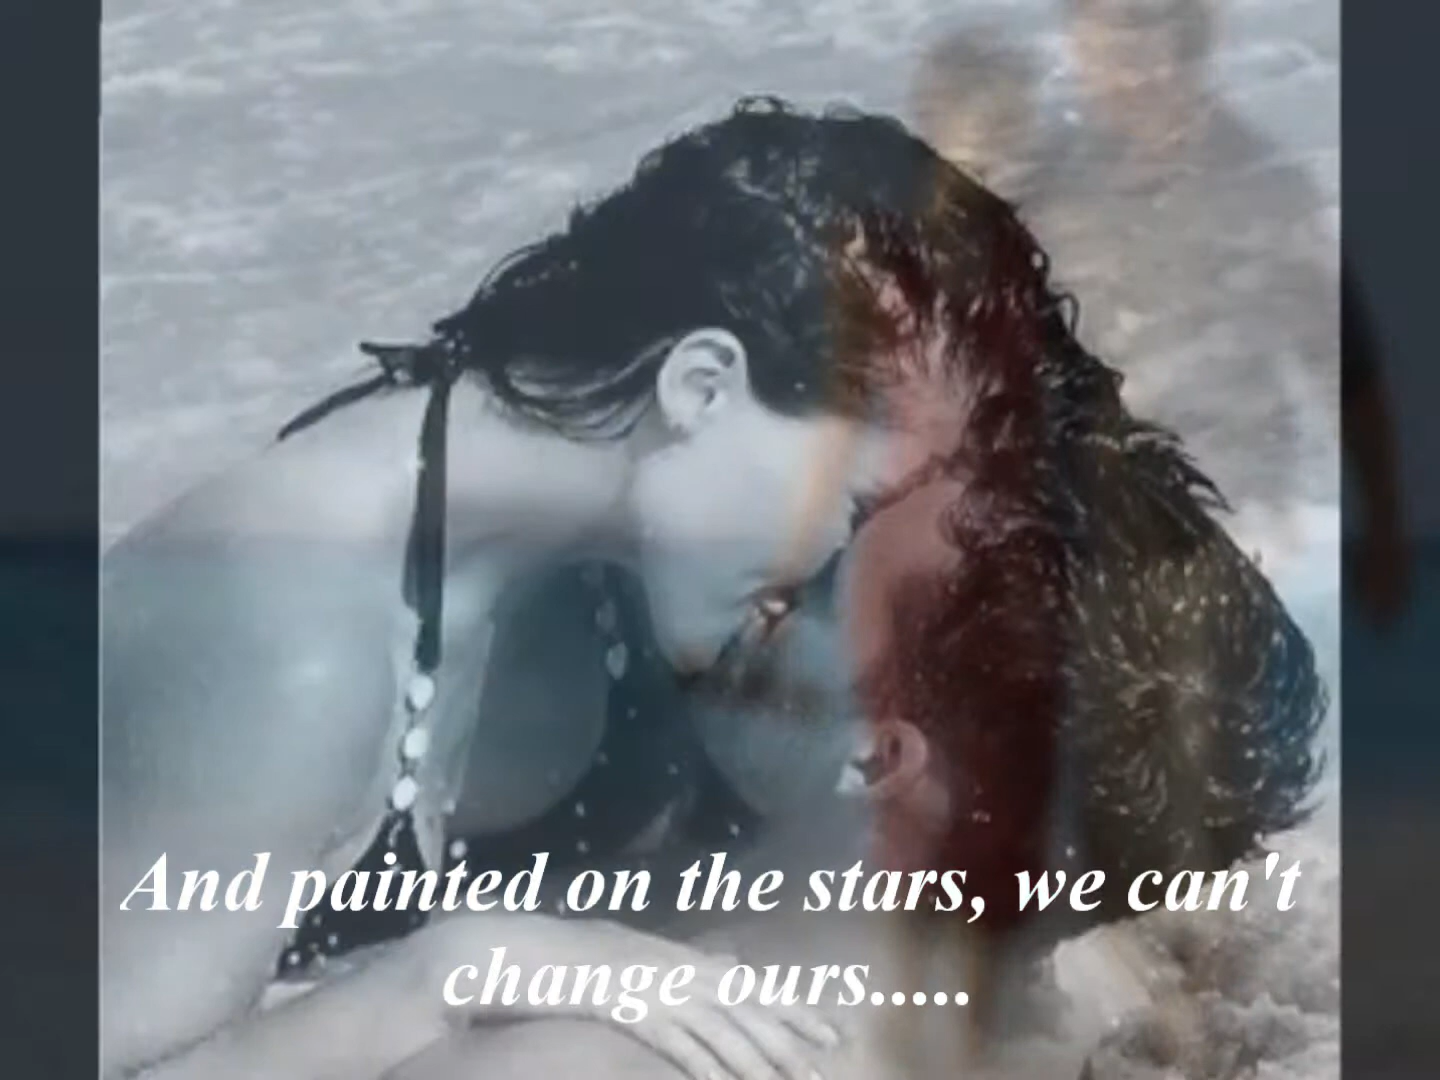 And painted on the stars, we can't
change ours.....